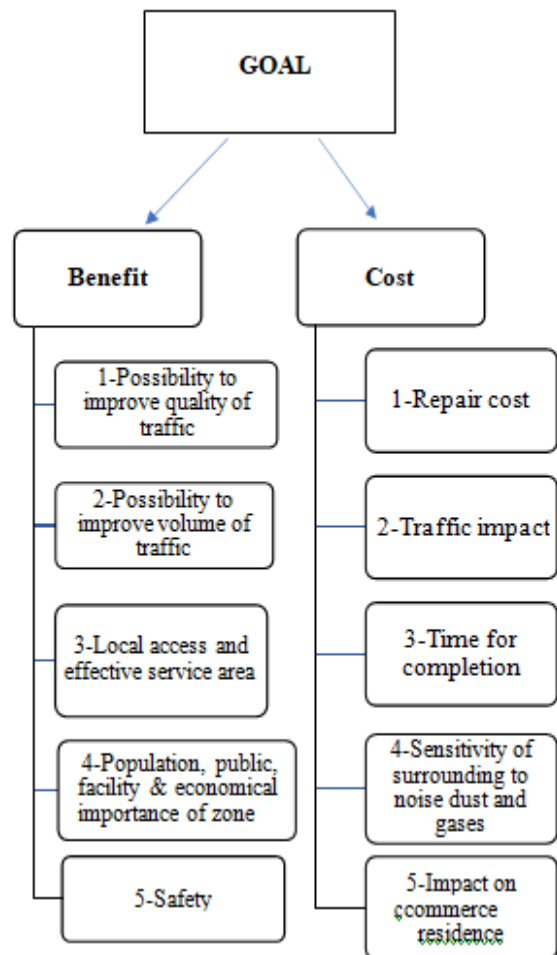 GOAL
Benefit
1-Possibility to
improve quality of
traffic
2-Possibility to
improve volume of
traffic
3-Local access and
effective service area
4-Population, public,
facility & economical
importance of zone
5-Safety
Cost
1-Repair cost
2-Traffic impact
3-Time for
completion
4-Sensitivity of
surrounding to
noise dust and
gases
5-Impact on
çcommerce
residence